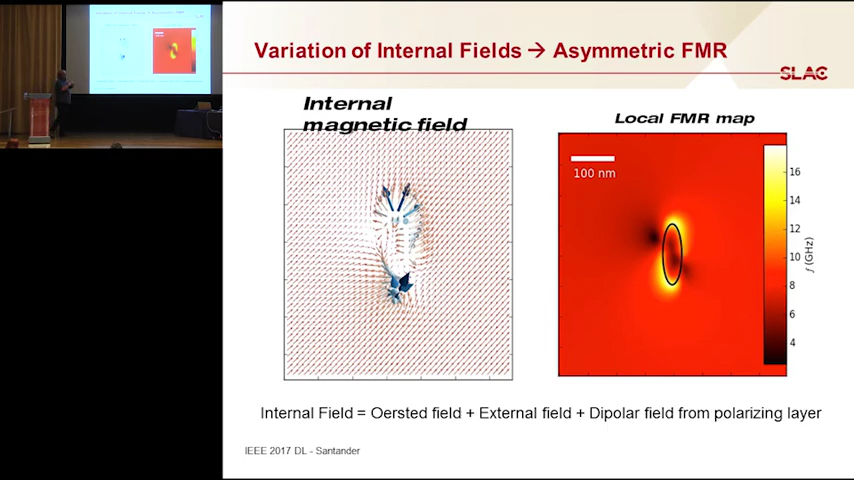 Variation of Internal Fields → Asymmetric FMR
SLAC
Internal
magnetic field
Local FMR map
100 nm
16
14
12
10
8
6
4
f (GHz)
Internal Field = Oersted field + External field + Dipolar field from polarizing layer
IEEE 2017 DL - Santander